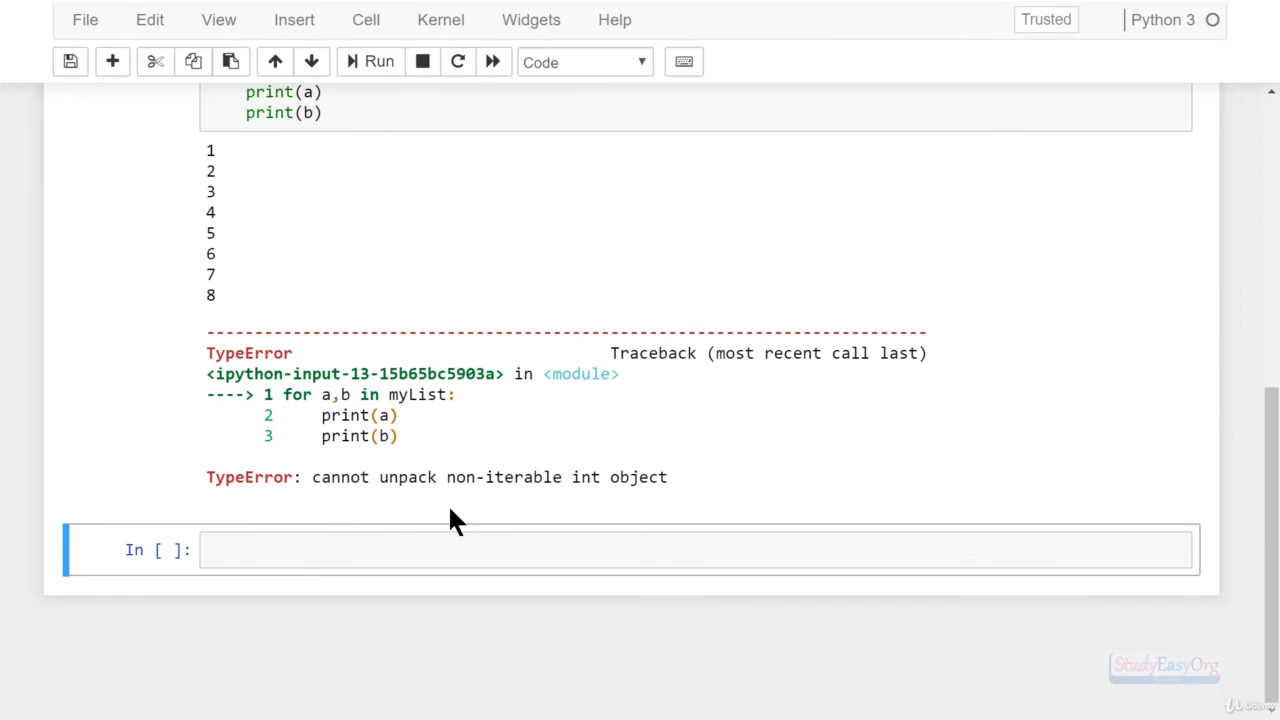 File Edit View Insert Cell Kernel Widgets Help Trusted Python 3
Run Code
print(a)
print(b)
1
2
3
4
5
6
7
8
---------------------------------------------------------------------------
TypeError Traceback (most recent call last)
<ipython-input-13-15b65bc5903a> in <module>
----> 1 for a,b in myList:
2 print(a)
3 print(b)
TypeError: cannot unpack non-iterable int object
In [ ]:
StudyEasyOrg
Udemy